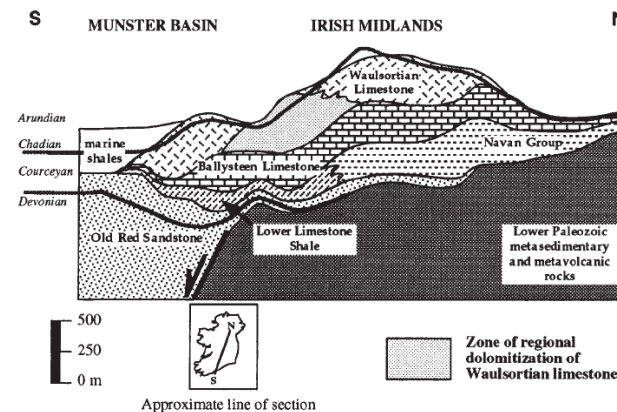 S
MUNSTER BASIN
IRISH MIDLANDS
Waulsortian
Limestone
Arundian
Chadian
Courceyan
Devonian
marine
shales
Navan Group
Ballysteen Limestone
Old Red Sandstone
Lower Limestone
Shale
Lower Paleozoic
metasedimentary
and metavolcanic
rocks
500
250
0 m
N
S
Approximate line of section
Zone of regional
dolomitization of
Waulsortian limestone